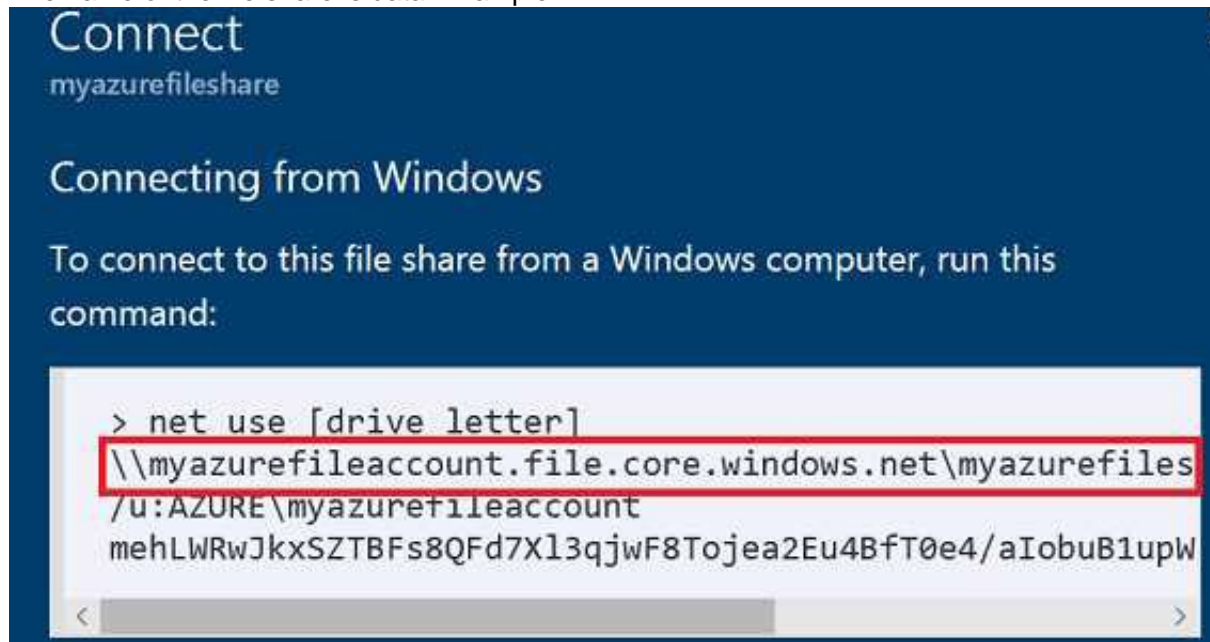 Connect
myazurefileshare
Connecting from Windows
To connect to this file share from a Windows computer, run this
command:
> net use [drive letter]
\\myazurefileaccount.file.core.windows.net\myazurefiles
/u:AZURE\myazurefileaccount
mehLWRwJkxSZTBFs8QFd7Xl3qjwF8Tojea2Eu4BfT0e4/aIobuB1upW
< >